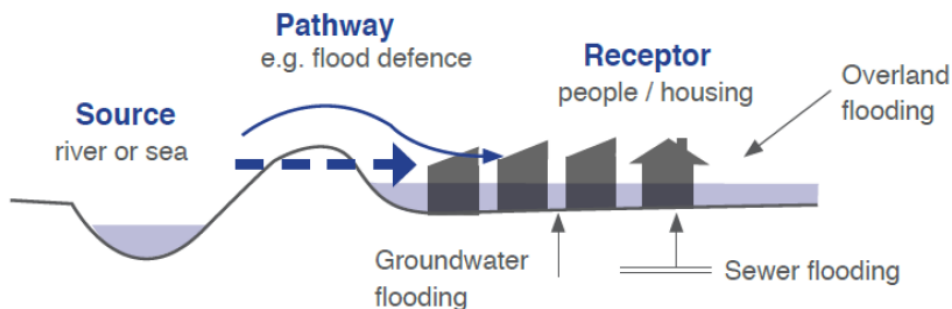 Pathway
e.g. flood defence
Receptor
people / housing
Overland
flooding
Source
river or sea
Groundwater
flooding
Sewer flooding